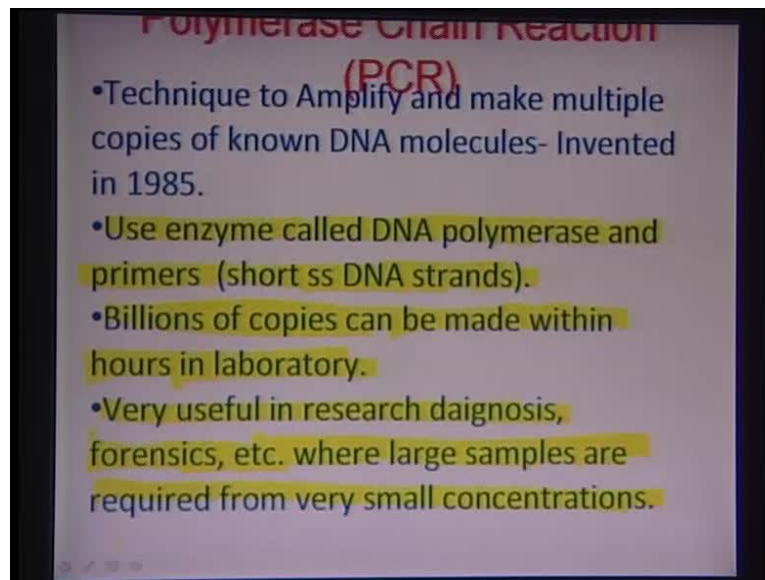 Polymerase Chain Reaction
(PCR)
•Technique to Amplify and make multiple
copies of known DNA molecules- Invented
in 1985.
•Use enzyme called DNA polymerase and
primers (short ss DNA strands).
•Billions of copies can be made within
hours in laboratory.
•Very useful in research daignosis,
forensics, etc. where large samples are
required from very small concentrations.